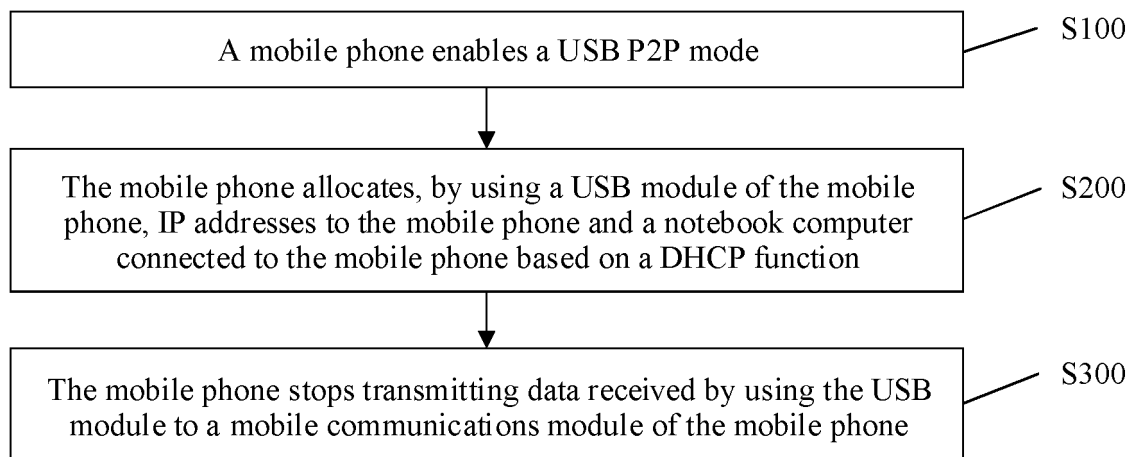 A mobile phone enables a USB P2P mode
S100
The mobile phone allocates, by using a USB module of the mobile
phone, IP addresses to the mobile phone and a notebook computer
connected to the mobile phone based on a DHCP function
S200
The mobile phone stops transmitting data received by using the USB
module to a mobile communications module of the mobile phone
S300